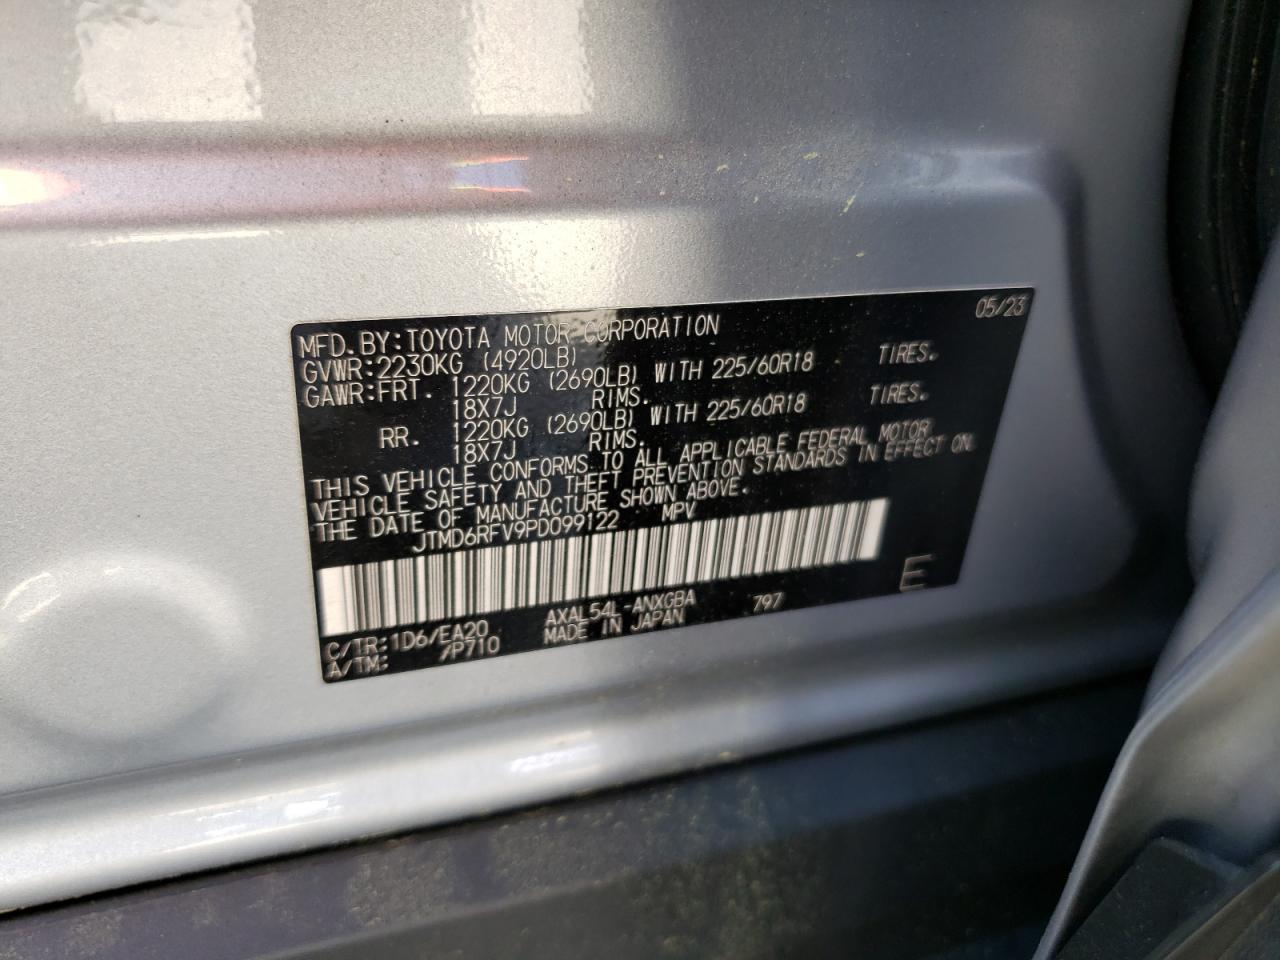 05/23
MFD.BY:TOYOTA MOTOR CORPORATION
GVWR:2230KG (4920LB)
GAWR:FRT. 1220KG (2690LB) WITH 225/60R18 TIRES.
18X7J RIMS.
RR. 1220KG (2690LB) WITH 225/60R18 TIRES.
18X7J RIMS.
THIS VEHICLE CONFORMS TO ALL APPLICABLE FEDERAL MOTOR
VEHICLE SAFETY AND THEFT PREVENTION STANDARDS IN EFFECT ON
THE DATE OF MANUFACTURE SHOWN ABOVE.
JTMD6RFV9PD099122 MPV
C/TR:1D6/EA20 AXAL54L-ANXGBA 797 E
A/TM: /P710 MADE IN JAPAN